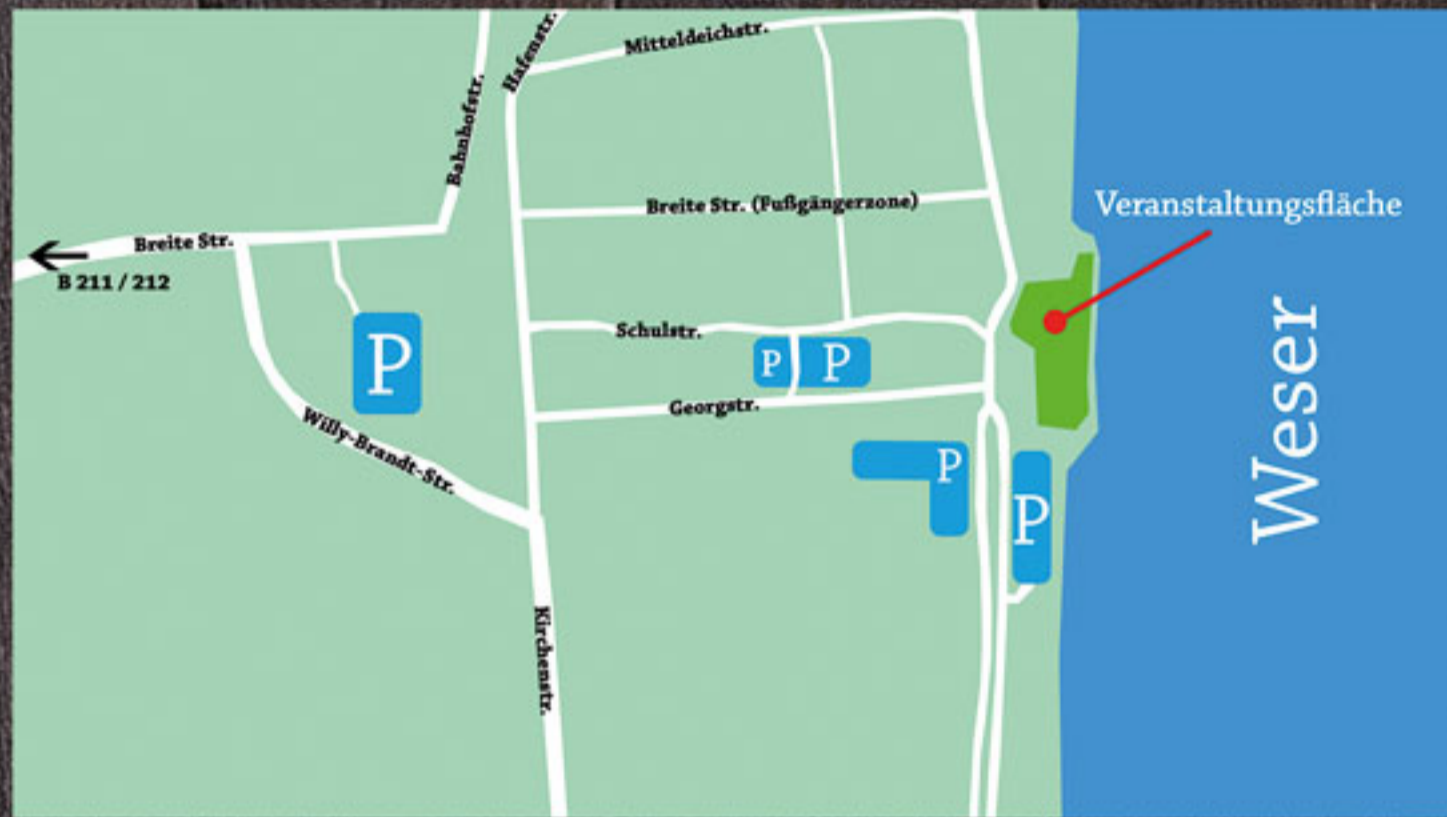 Hafenstr.
Mitteldeichstr.
Bahnhofstr.
Breite Str. (Fußgängerzone)
Veranstaltungsfläche
Breite Str.
B 211 / 212
Schulstr.
P
P
P
Georgstr.
Willy-Brandt-Str.
P
P
Weser
Kirchenstr.